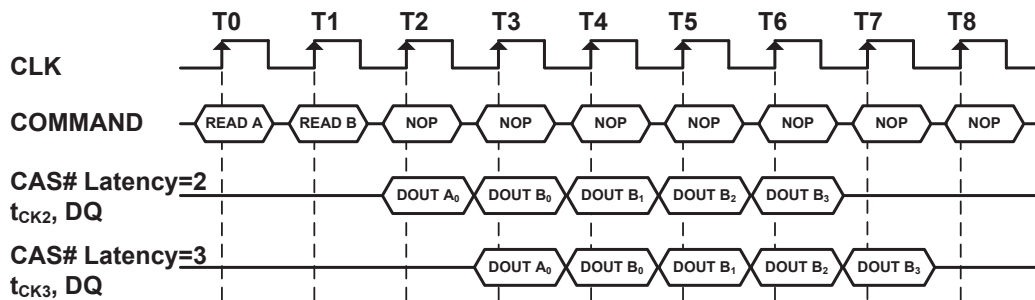 T0 T1 T2 T3 T4 T5 T6 T7 T8
CLK
COMMAND READ A READ B NOP NOP NOP NOP NOP NOP NOP
CAS# Latency=2
tCK2, DQ DOUT A0 DOUT B0 DOUT B1 DOUT B2 DOUT B3
CAS# Latency=3
tCK3, DQ DOUT A0 DOUT B0 DOUT B1 DOUT B2 DOUT B3